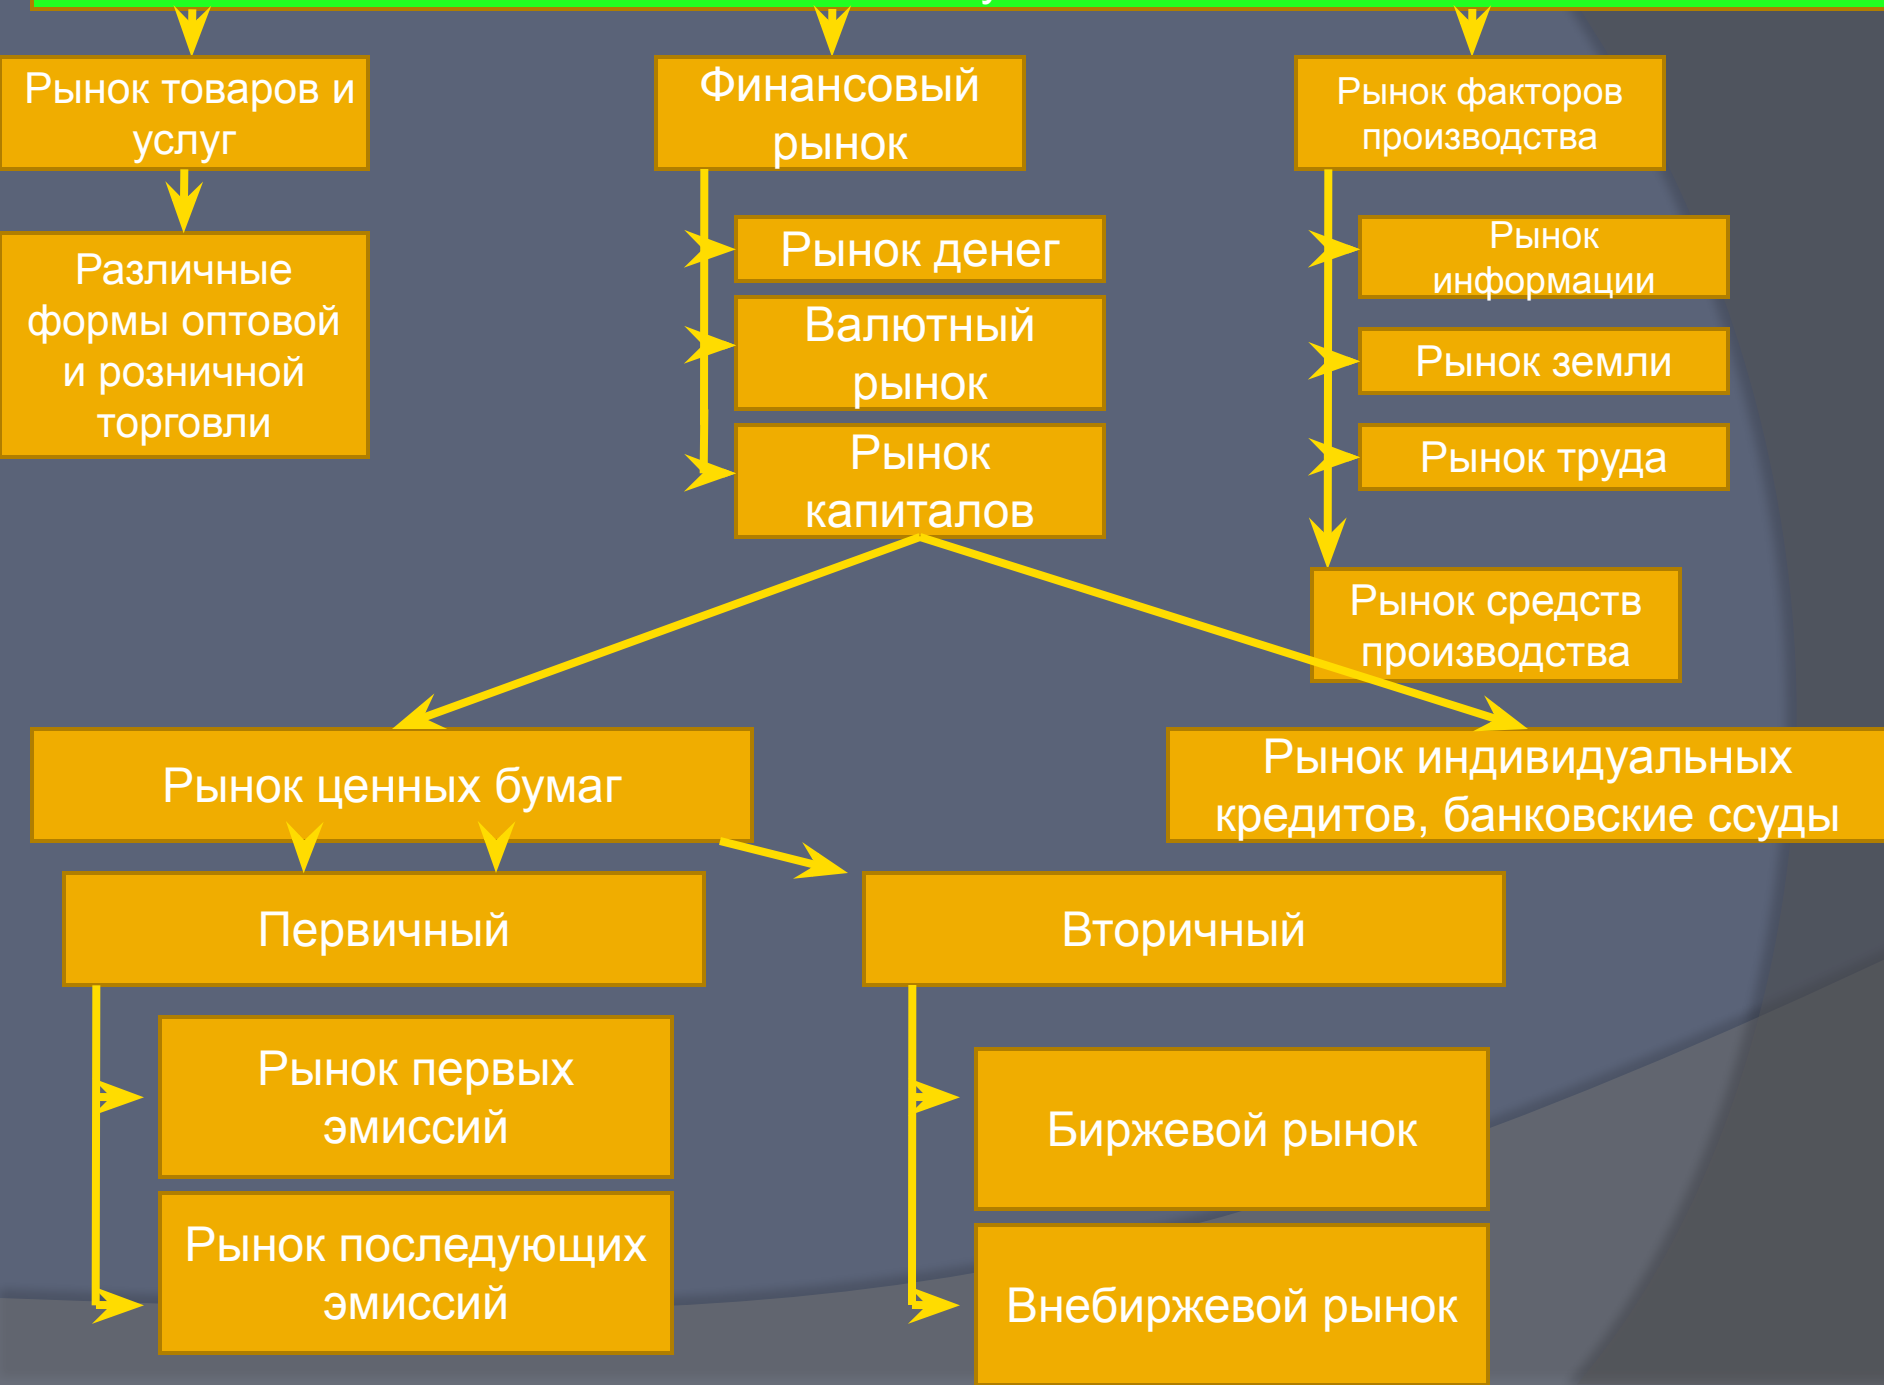 Рынок товаров и
услуг
Финансовый
рынок
Рынок факторов
производства
Различные
формы оптовой
и розничной
торговли
Рынок денег
Валютный
рынок
Рынок
капиталов
Рынок
информации
Рынок земли
Рынок труда
Рынок средств
производства
Рынок ценных бумаг
Рынок индивидуальных
кредитов, банковские ссуды
Первичный
Вторичный
Рынок первых
эмиссий
Рынок последующих
эмиссий
Биржевой рынок
Внебиржевой рынок